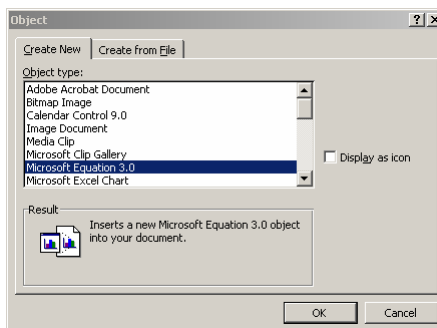 Object
Create New
Create from File
Object type:
Adobe Acrobat Document
Bitmap Image
Calendar Control 9.0
Image Document
Media Clip
Microsoft Clip Gallery
Microsoft Equation 3.0
Microsoft Excel Chart
Display as icon
Result
Inserts a new Microsoft Equation 3.0 object
into your document.
OK
Cancel